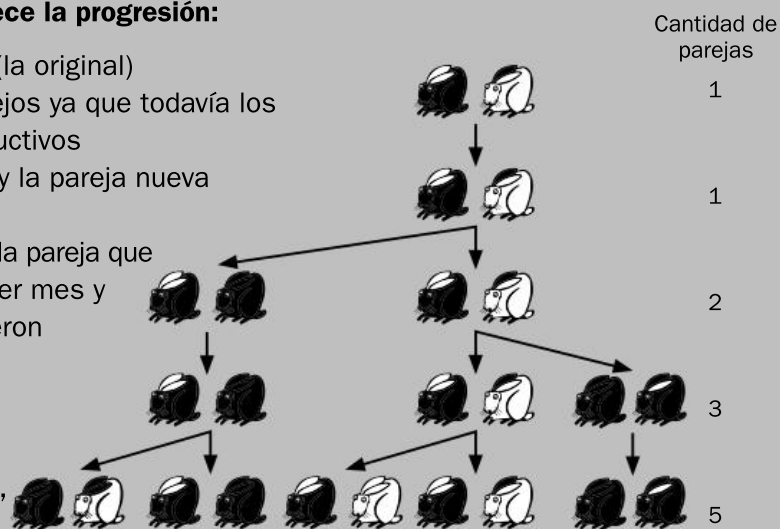 ece la progresión:
(la original)
ejos ya que todavía los
uctivos
y la pareja nueva
la pareja que
er mes y
eron
,
Cantidad de
parejas
1
1
2
3
5